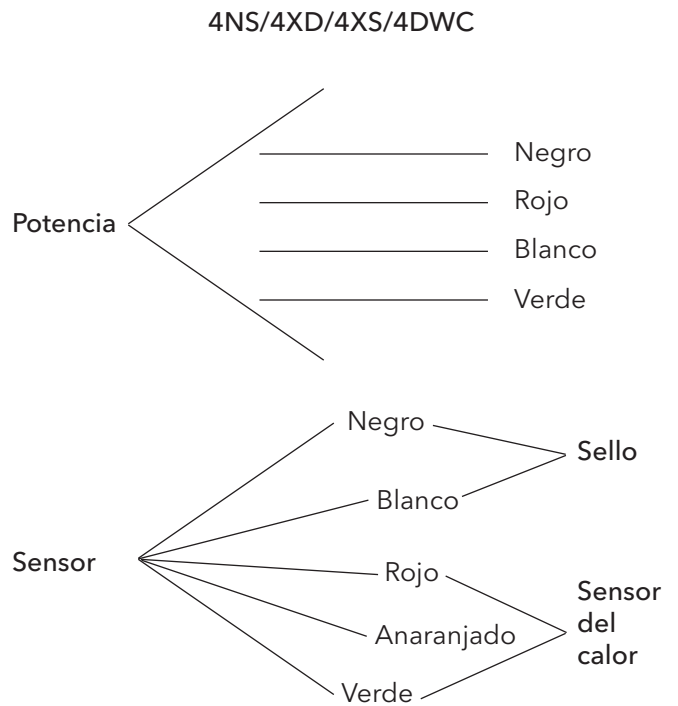 4NS/4XD/4XS/4DWC
Potencia
Negro
Rojo
Blanco
Verde
Sensor
Negro
Blanco
Rojo
Anaranjado
Verde
Sello
Sensor
del
calor